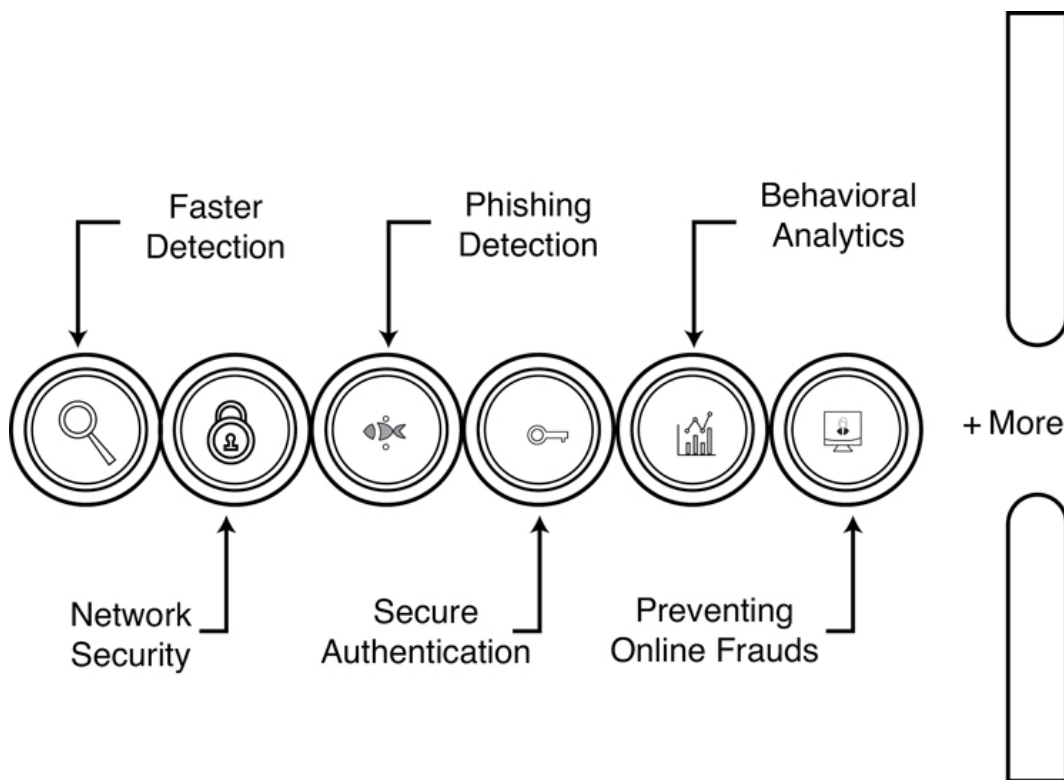 Faster
Detection
Phishing
Detection
Behavioral
Analytics
+ More
Network
Security
Secure
Authentication
Preventing
Online Frauds